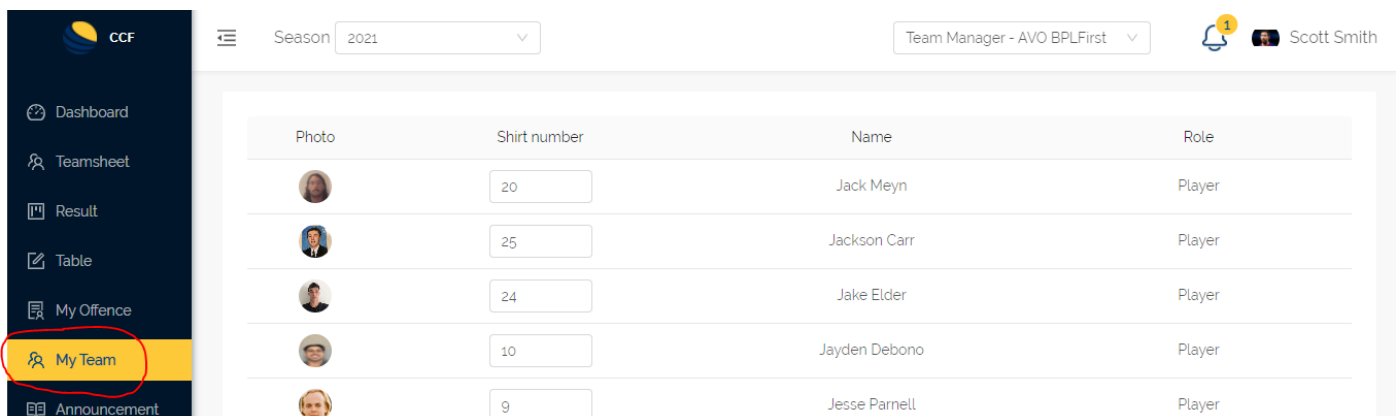 CCF
Season 2021
Team Manager - AVO BPLFirst
1
Scott Smith
Dashboard
Teamsheet
Result
Table
My Offence
My Team
Announcement
Photo Shirt number Name Role
20 Jack Meyn Player
25 Jackson Carr Player
24 Jake Elder Player
10 Jayden Debono Player
9 Jesse Parnell Player